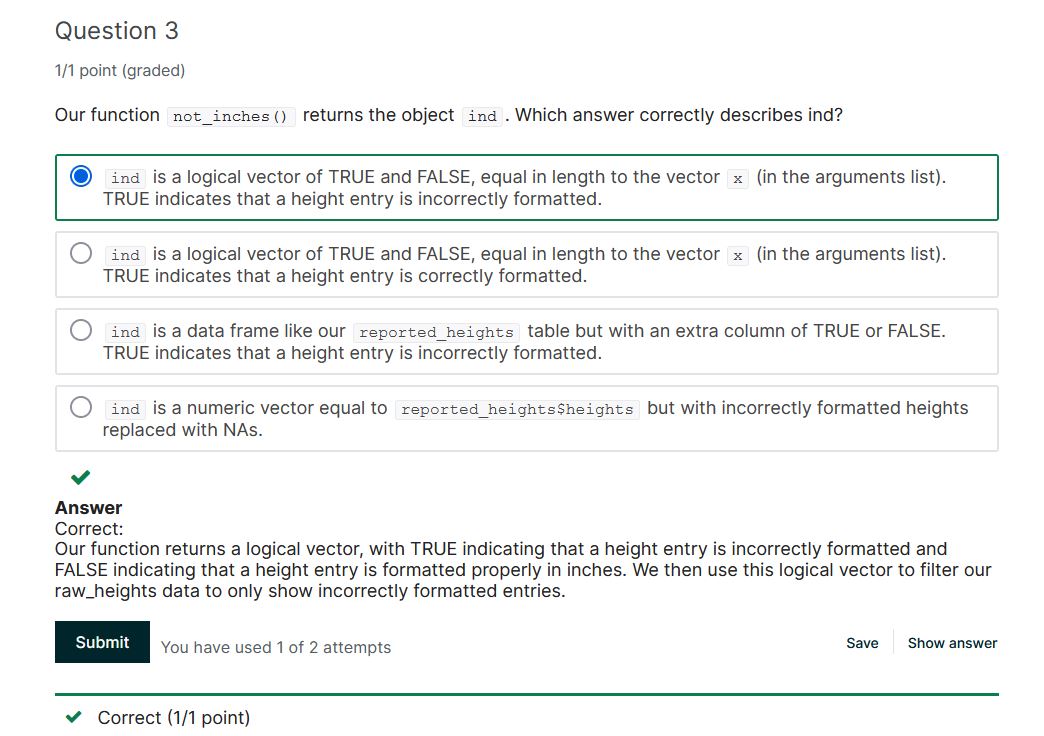 Question 3
1/1 point (graded)
Our function not_inches() returns the object ind. Which answer correctly describes ind?
ind is a logical vector of TRUE and FALSE, equal in length to the vector x (in the arguments list).
TRUE indicates that a height entry is incorrectly formatted.
ind is a logical vector of TRUE and FALSE, equal in length to the vector x (in the arguments list).
TRUE indicates that a height entry is correctly formatted.
ind is a data frame like our reported_heights table but with an extra column of TRUE or FALSE.
TRUE indicates that a height entry is incorrectly formatted.
ind is a numeric vector equal to reported_heights$heights but with incorrectly formatted heights
replaced with NAs.
Answer
Correct:
Our function returns a logical vector, with TRUE indicating that a height entry is incorrectly formatted and
FALSE indicating that a height entry is formatted properly in inches. We then use this logical vector to filter our
raw_heights data to only show incorrectly formatted entries.
Submit You have used 1 of 2 attempts Save Show answer
Correct (1/1 point)